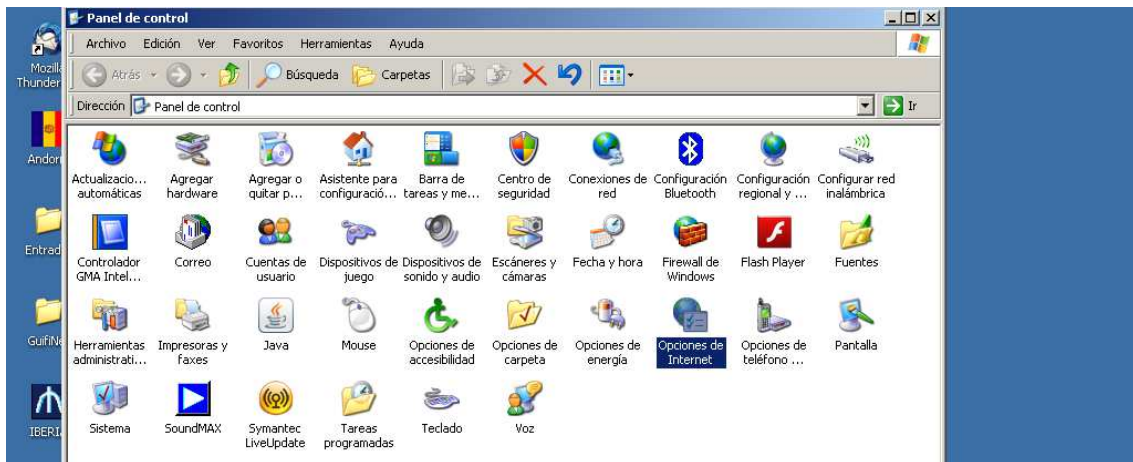 Panel de control
Archivo Edición Ver Favoritos Herramientas Ayuda
Atrás Búsqueda Carpetas
Dirección Panel de control Ir
Mozill
Thunder
Andor
Entrad
GuifiN
IBERI
Actualizacio... Agregar Agregar o Asistente para Barra de Centro de Conexiones de Configuración Configuración Configurar red
automáticas hardware quitar p... configuració... tareas y me... seguridad red Bluetooth regional y ... inalámbrica
Controlador Correo Cuentas de Dispositivos de Dispositivos de Escáneres y Fecha y hora Firewall de Flash Player Fuentes
GMA Intel... usuario juego sonido y audio cámaras Windows
Herramientas Impresoras y Java Mouse Opciones de Opciones de Opciones de Opciones de Opciones de Pantalla
administrati... faxes accesibilidad carpeta energía Internet teléfono ...
Sistema SoundMAX Symantec Tareas Teclado Voz
LiveUpdate programadas